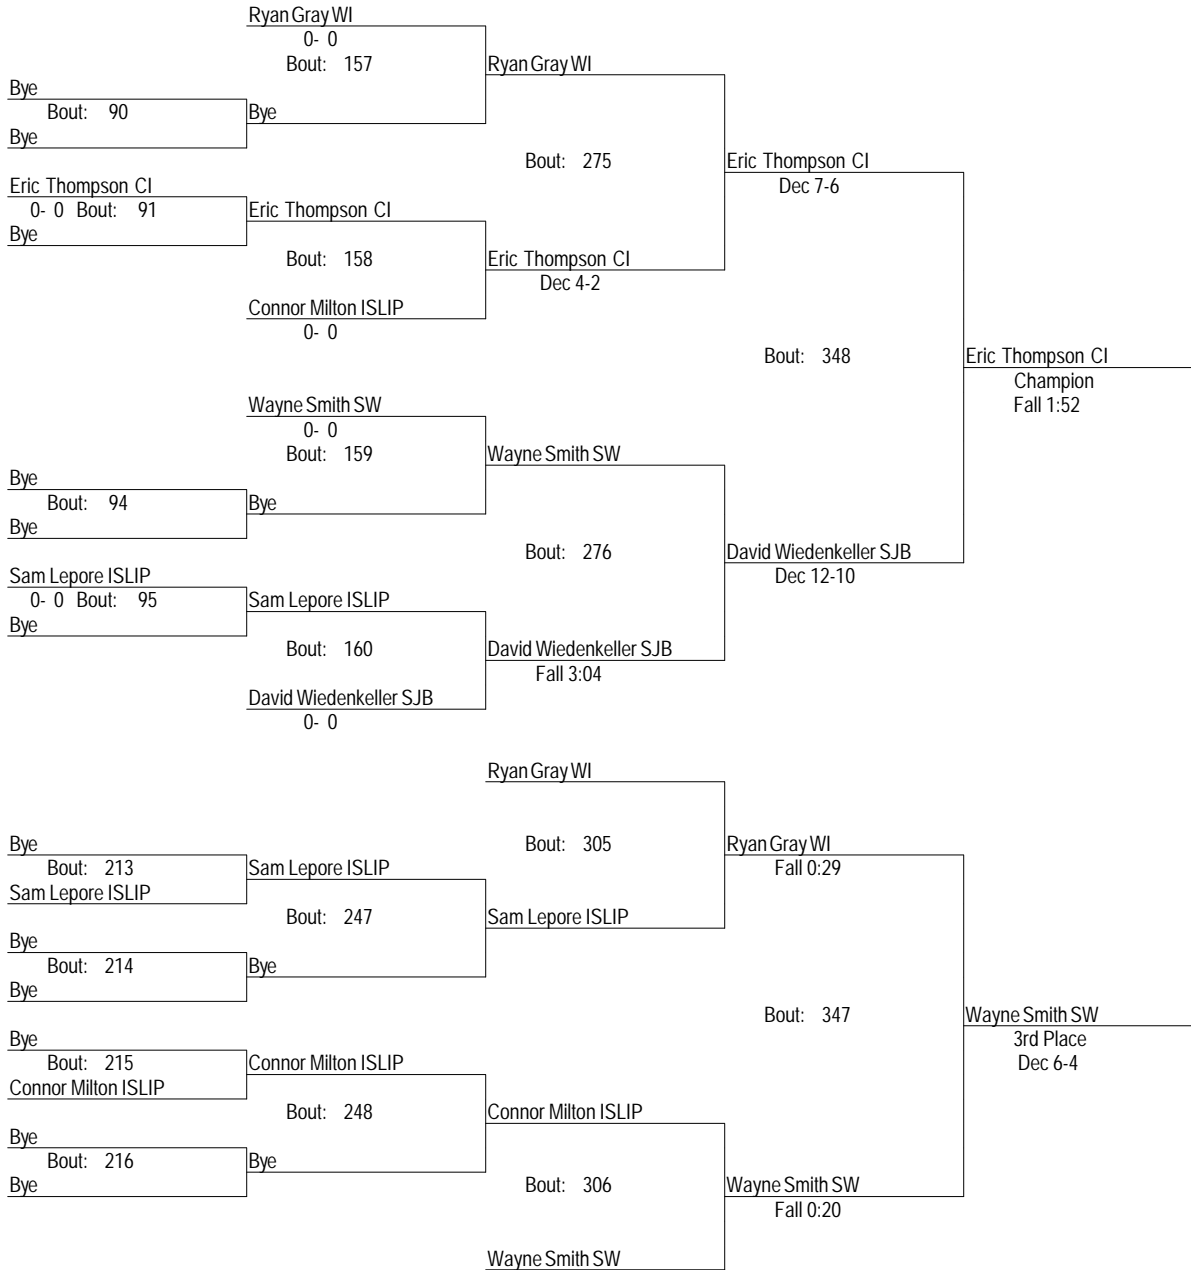 Ryan Gray WI
0- 0
Bout: 157
Ryan Gray WI
Bye
Bout: 90
Bye
Bye
Bout: 275
Eric Thompson CI
Dec 7-6
Eric Thompson CI
0- 0 Bout: 91
Eric Thompson CI
Bye
Bout: 158
Eric Thompson CI
Dec 4-2
Connor Milton ISLIP
0- 0
Bout: 348
Eric Thompson CI
Champion
Fall 1:52
Wayne Smith SW
0- 0
Bout: 159
Wayne Smith SW
Bye
Bout: 94
Bye
Bye
Bout: 276
David Wiedenkeller SJB
Dec 12-10
Sam Lepore ISLIP
0- 0 Bout: 95
Sam Lepore ISLIP
Bye
Bout: 160
David Wiedenkeller SJB
Fall 3:04
David Wiedenkeller SJB
0- 0
Ryan Gray WI
Bye
Bout: 305
Ryan Gray WI
Fall 0:29
Bout: 213
Sam Lepore ISLIP
Sam Lepore ISLIP
Bout: 247
Sam Lepore ISLIP
Bye
Bout: 214
Bye
Bye
Bout: 347
Wayne Smith SW
3rd Place
Dec 6-4
Bye
Bout: 215
Connor Milton ISLIP
Connor Milton ISLIP
Bout: 248
Connor Milton ISLIP
Bye
Bout: 216
Bye
Bye
Bout: 306
Wayne Smith SW
Fall 0:20
Wayne Smith SW